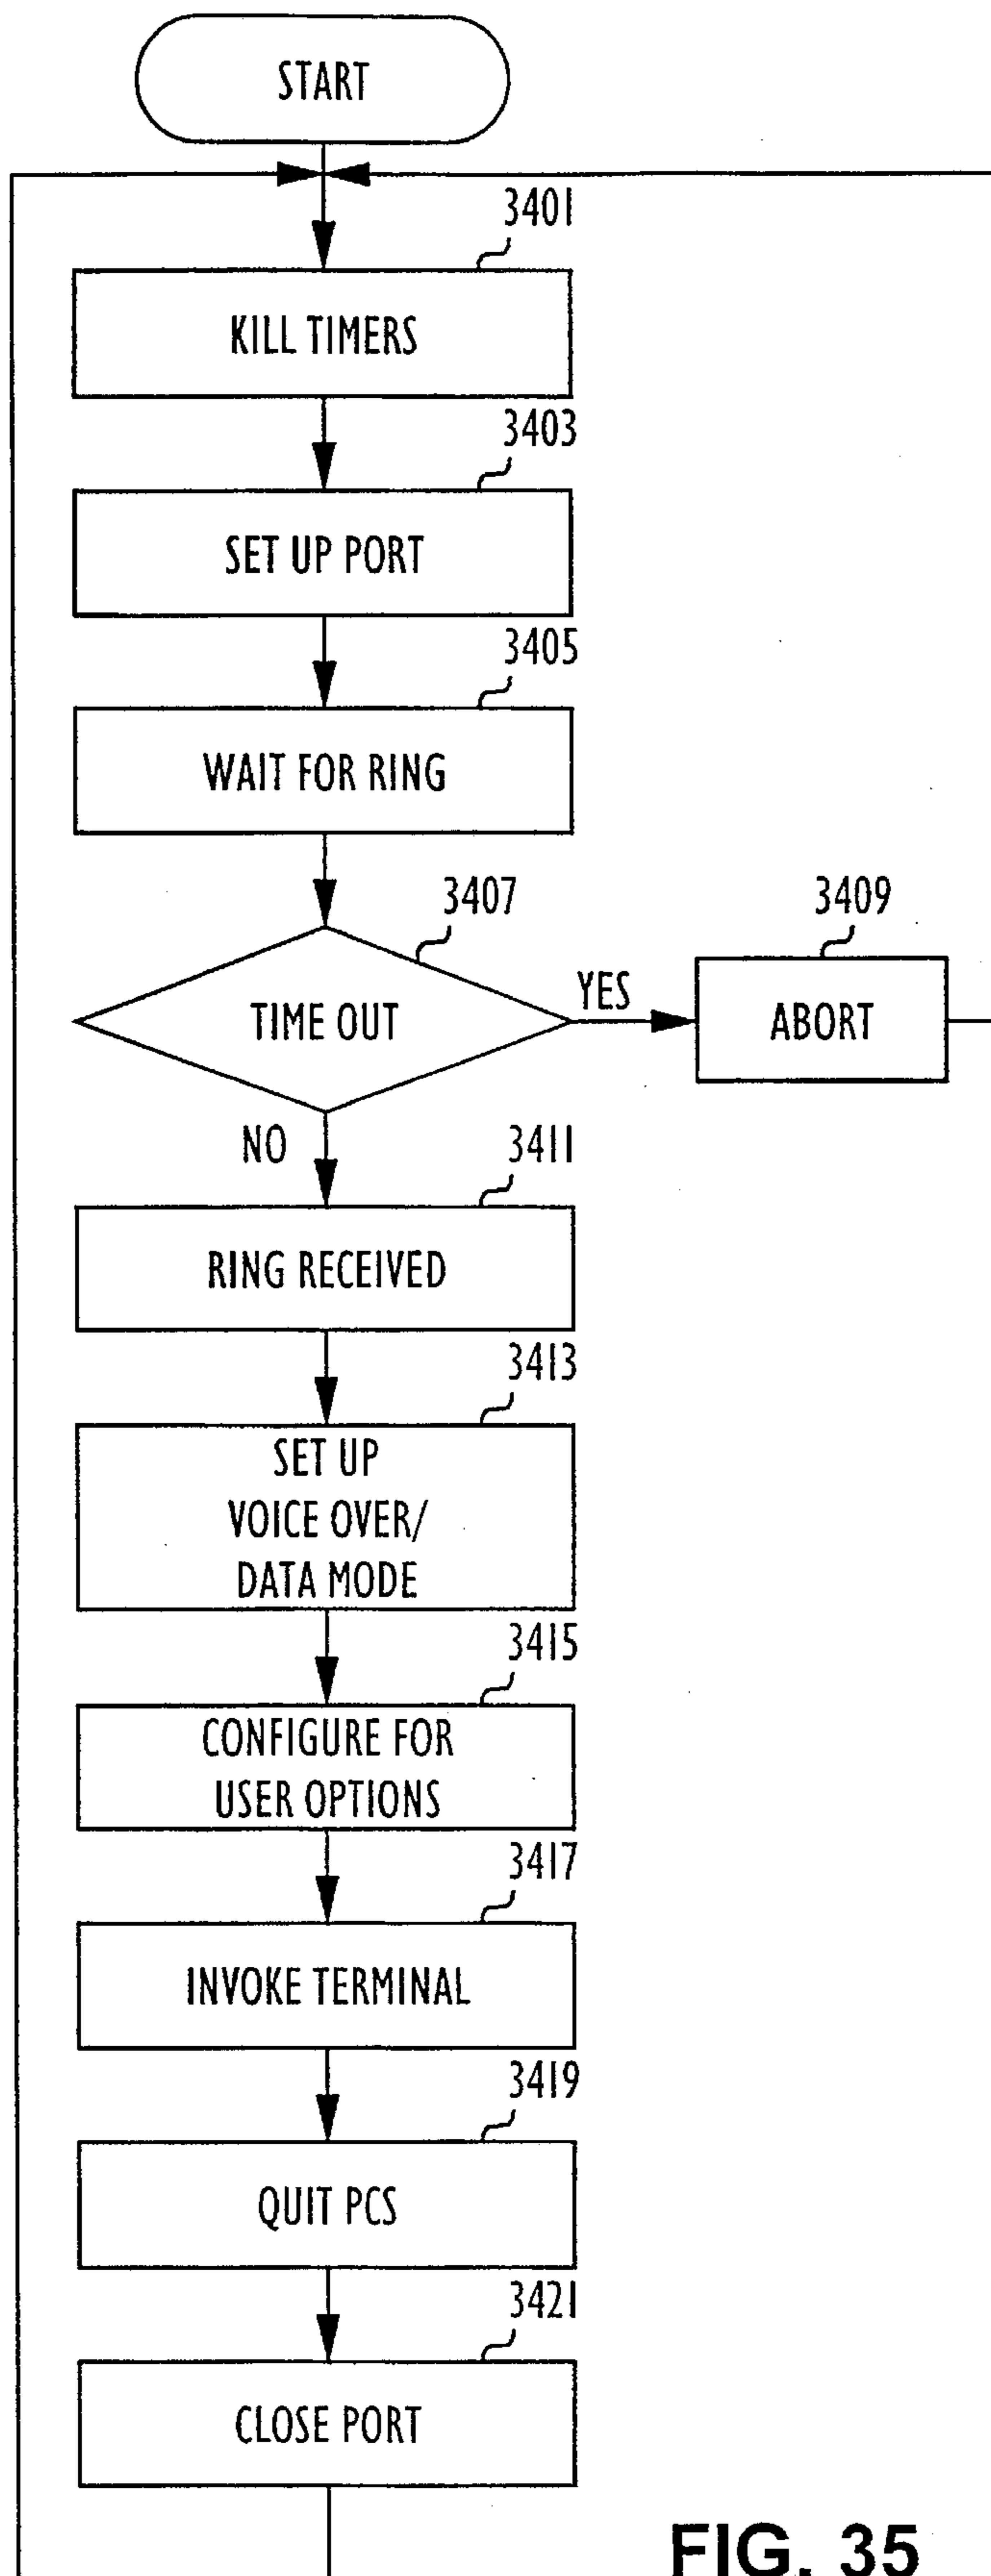 START
3401
KILL TIMERS
3403
SET UP PORT
3405
WAIT FOR RING
3407
TIME OUT
YES
3409
ABORT
NO
3411
RING RECEIVED
3413
SET UP
VOICE OVER/
DATA MODE
3415
CONFIGURE FOR
USER OPTIONS
3417
INVOKE TERMINAL
3419
QUIT PCS
3421
CLOSE PORT
FIG. 35